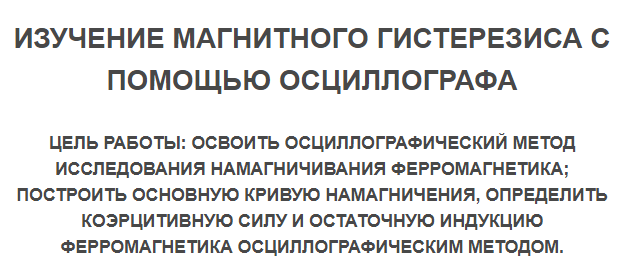 ИЗУЧЕНИЕ МАГНИТНОГО ГИСТЕРЕЗИСА С
ПОМОЩЬЮ ОСЦИЛЛОГРАФА
ЦЕЛЬ РАБОТЫ: ОСВОИТЬ ОСЦИЛЛОГРАФИЧЕСКИЙ МЕТОД
ИССЛЕДОВАНИЯ НАМАГНИЧИВАНИЯ ФЕРРОМАГНЕТИКА;
ПОСТРОИТЬ ОСНОВНУЮ КРИВУЮ НАМАГНИЧЕНИЯ, ОПРЕДЕЛИТЬ
КОЭРЦИТИВНУЮ СИЛУ И ОСТАТОЧНУЮ ИНДУКЦИЮ
ФЕРРОМАГНЕТИКА ОСЦИЛЛОГРАФИЧЕСКИМ МЕТОДОМ.